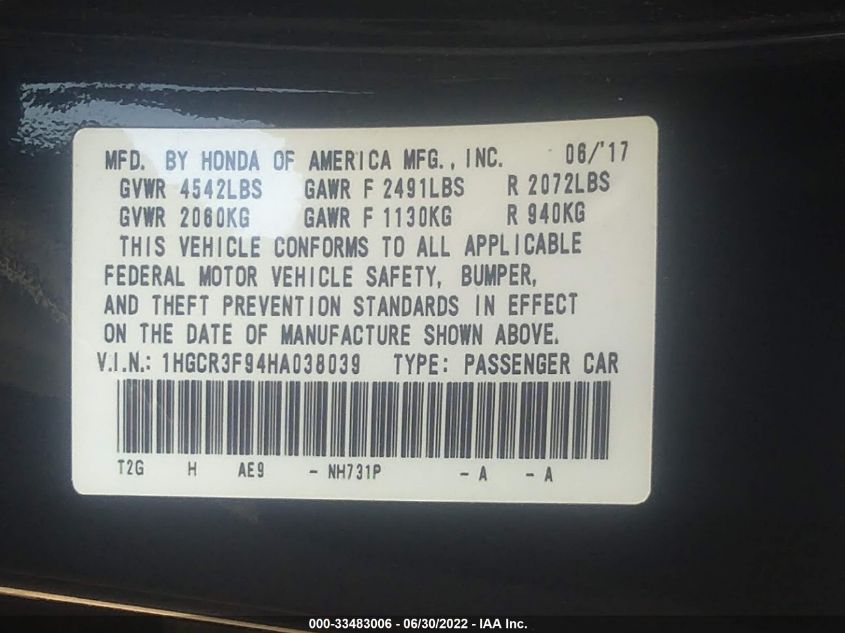 MFD. BY HONDA OF AMERICA MFG., INC. 06/'17
GVWR 4542LBS GAWR F 2491LBS R 2072LBS
GVWR 2060KG GAWR F 1130KG R 940KG
THIS VEHICLE CONFORMS TO ALL APPLICABLE
FEDERAL MOTOR VEHICLE SAFETY, BUMPER,
AND THEFT PREVENTION STANDARDS IN EFFECT
ON THE DATE OF MANUFACTURE SHOWN ABOVE.
V.I.N.: 1HGCR3F94HA038039 TYPE: PASSENGER CAR
T2G H AE9 - NH731P - A - A
000-33483006 - 06/30/2022 - IAA Inc.